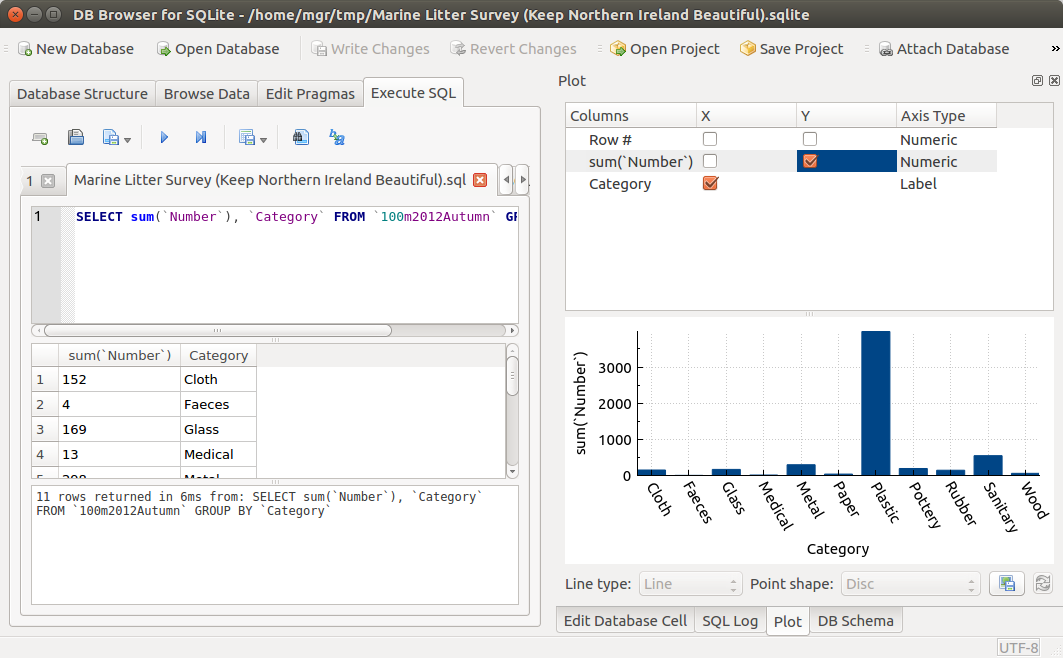 DB Browser for SQLite - /home/mgr/tmp/Marine Litter Survey (Keep Northern Ireland Beautiful).sqlite
New Database Open Database Write Changes Revert Changes Open Project Save Project Attach Database »
Database Structure Browse Data Edit Pragmas Execute SQL
1 Marine Litter Survey (Keep Northern Ireland Beautiful).sql
1 SELECT sum(`Number`), `Category` FROM `100m2012Autumn` GR
sum(`Number`) Category
1 152 Cloth
2 4 Faeces
3 169 Glass
4 13 Medical
11 rows returned in 6ms from: SELECT sum(`Number`), `Category`
FROM `100m2012Autumn` GROUP BY `Category`
Plot
Columns X Y Axis Type
Row # Numeric
sum(`Number`) Numeric
Category Label
sum(`Number`)
3000
2000
1000
0
Cloth Faeces Glass Medical Metal Paper Plastic Pottery Rubber Sanitary Wood
Category
Line type: Line Point shape: Disc
Edit Database Cell SQL Log Plot DB Schema
UTF-8